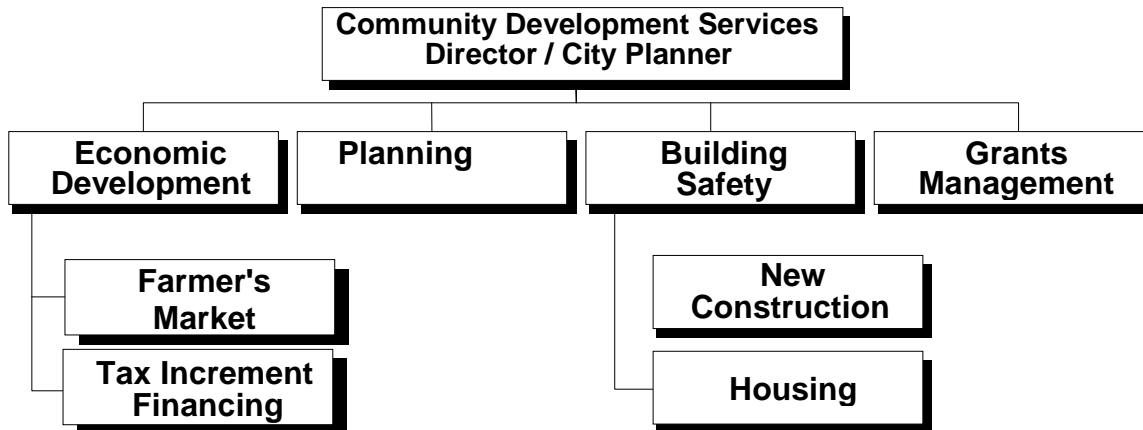 Community Development Services
Director / City Planner
Economic
Development
Planning
Building
Safety
Grants
Management
Farmer's
Market
Tax Increment
Financing
New
Construction
Housing